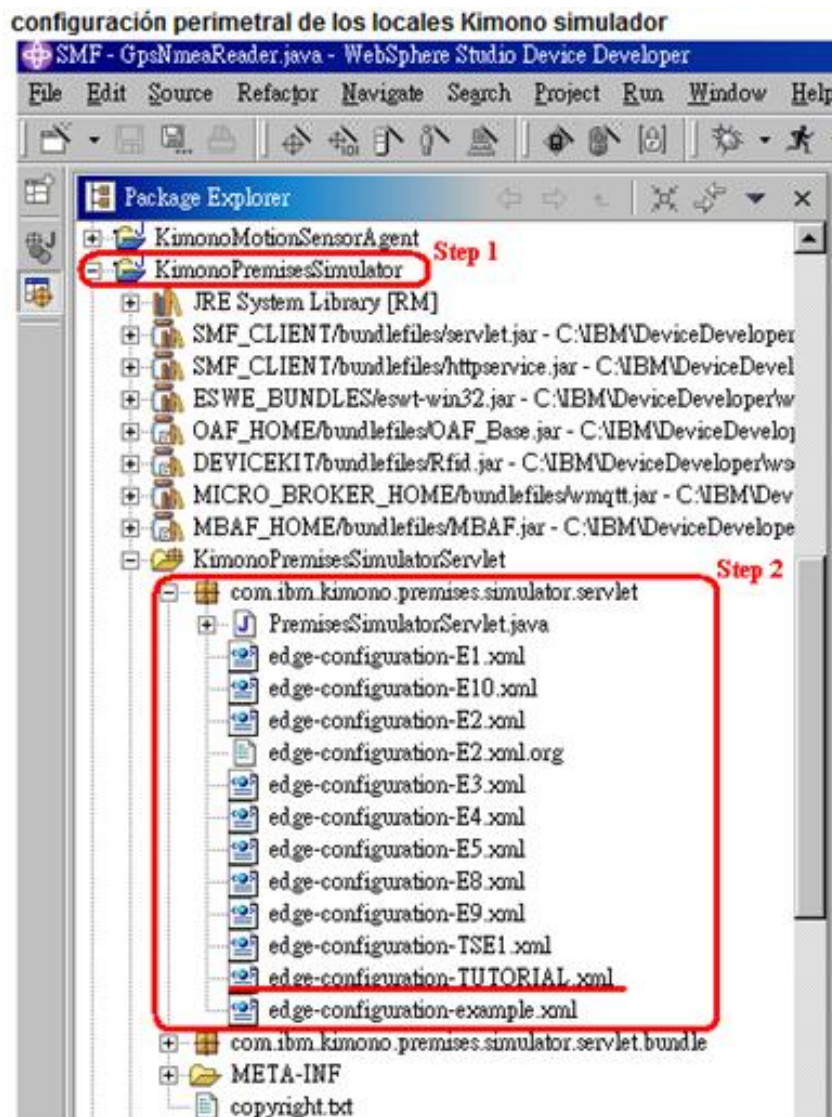 configuración perimetral de los locales Kimono simulador
SMF - GpsNmeaReader.java - WebSphere Studio Device Developer
File Edit Source Refactor Navigate Search Project Run Window Help
Package Explorer
KimonoMotionSensorAgent
Step 1
KimonoPremisesSimulator
JRE System Library [RM]
SMF_CLIENT/bundlefiles/servlet.jar - C:\IBM\DeviceDeveloper
SMF_CLIENT/bundlefiles/httpservice.jar - C:\IBM\DeviceDevel
ESWE_BUNDLES/eswt-win32.jar - C:\IBM\DeviceDeveloper\w
OAF_HOME/bundlefiles/OAF_Base.jar - C:\IBM\DeviceDevelop
DEVICEKIT/bundlefiles/Rfid.jar - C:\IBM\DeviceDeveloper\ws
MICRO_BROKER_HOME/bundlefiles/wmqtt.jar - C:\IBM\Dev
MBAF_HOME/bundlefiles/MBAF.jar - C:\IBM\DeviceDevelope
KimonoPremisesSimulatorServlet
Step 2
com.ibm.kimono.premises.simulator.servlet
PremisesSimulatorServlet.java
edge-configuration-E1.xml
edge-configuration-E10.xml
edge-configuration-E2.xml
edge-configuration-E2.xml.org
edge-configuration-E3.xml
edge-configuration-E4.xml
edge-configuration-E5.xml
edge-configuration-E8.xml
edge-configuration-E9.xml
edge-configuration-TSE1.xml
edge-configuration-TUTORIAL.xml
edge-configuration-example.xml
com.ibm.kimono.premises.simulator.servlet.bundle
META-INF
copyright.txt